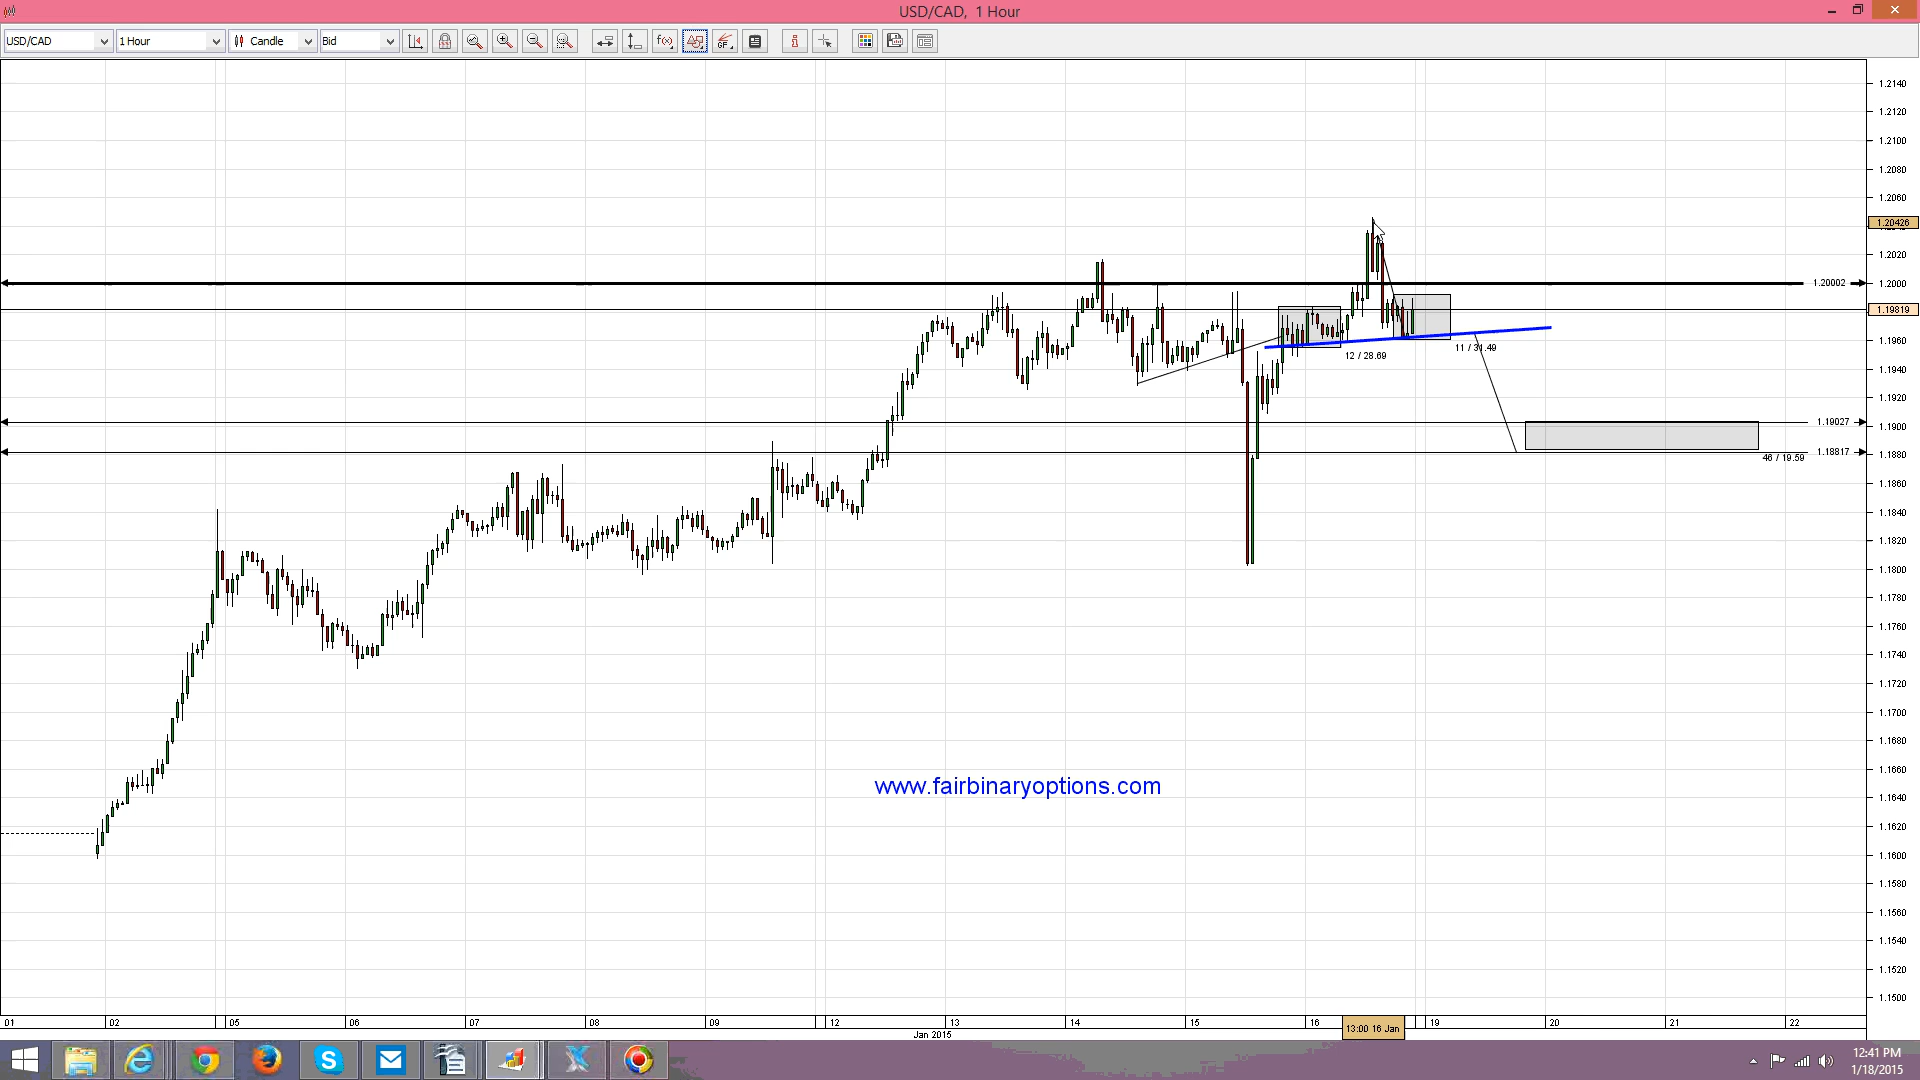 USD/CAD, 1 Hour
USD/CAD
1 Hour
Candle
Bid
f(x)
GF
1.2140
1.2120
1.2100
1.2080
1.2060
1.20426
1.2020
1.2000
1.20002
1.19819
1.1960
12 / 28.69
11 / 31.49
1.1940
1.1920
1.19027
1.1900
1.18817
1.1880
46 / 19.59
1.1860
1.1840
1.1820
1.1800
1.1780
1.1760
1.1740
1.1720
1.1700
1.1680
1.1660
www.fairbinaryoptions.com
1.1640
1.1620
1.1600
1.1580
1.1560
1.1540
1.1520
1.1500
01 02 05 06 07 08 09 12 13 14 15 16 19 20 21 22
13:00 16 Jan
Jan 2015
12:41 PM
1/18/2015